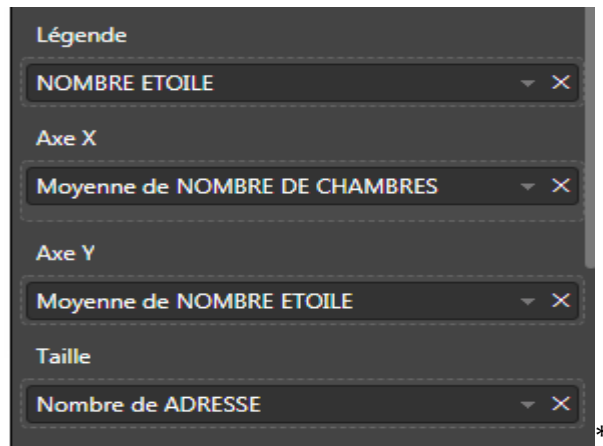 Légende
NOMBRE ETOILE
Axe X
Moyenne de NOMBRE DE CHAMBRES
Axe Y
Moyenne de NOMBRE ETOILE
Taille
Nombre de ADRESSE
*